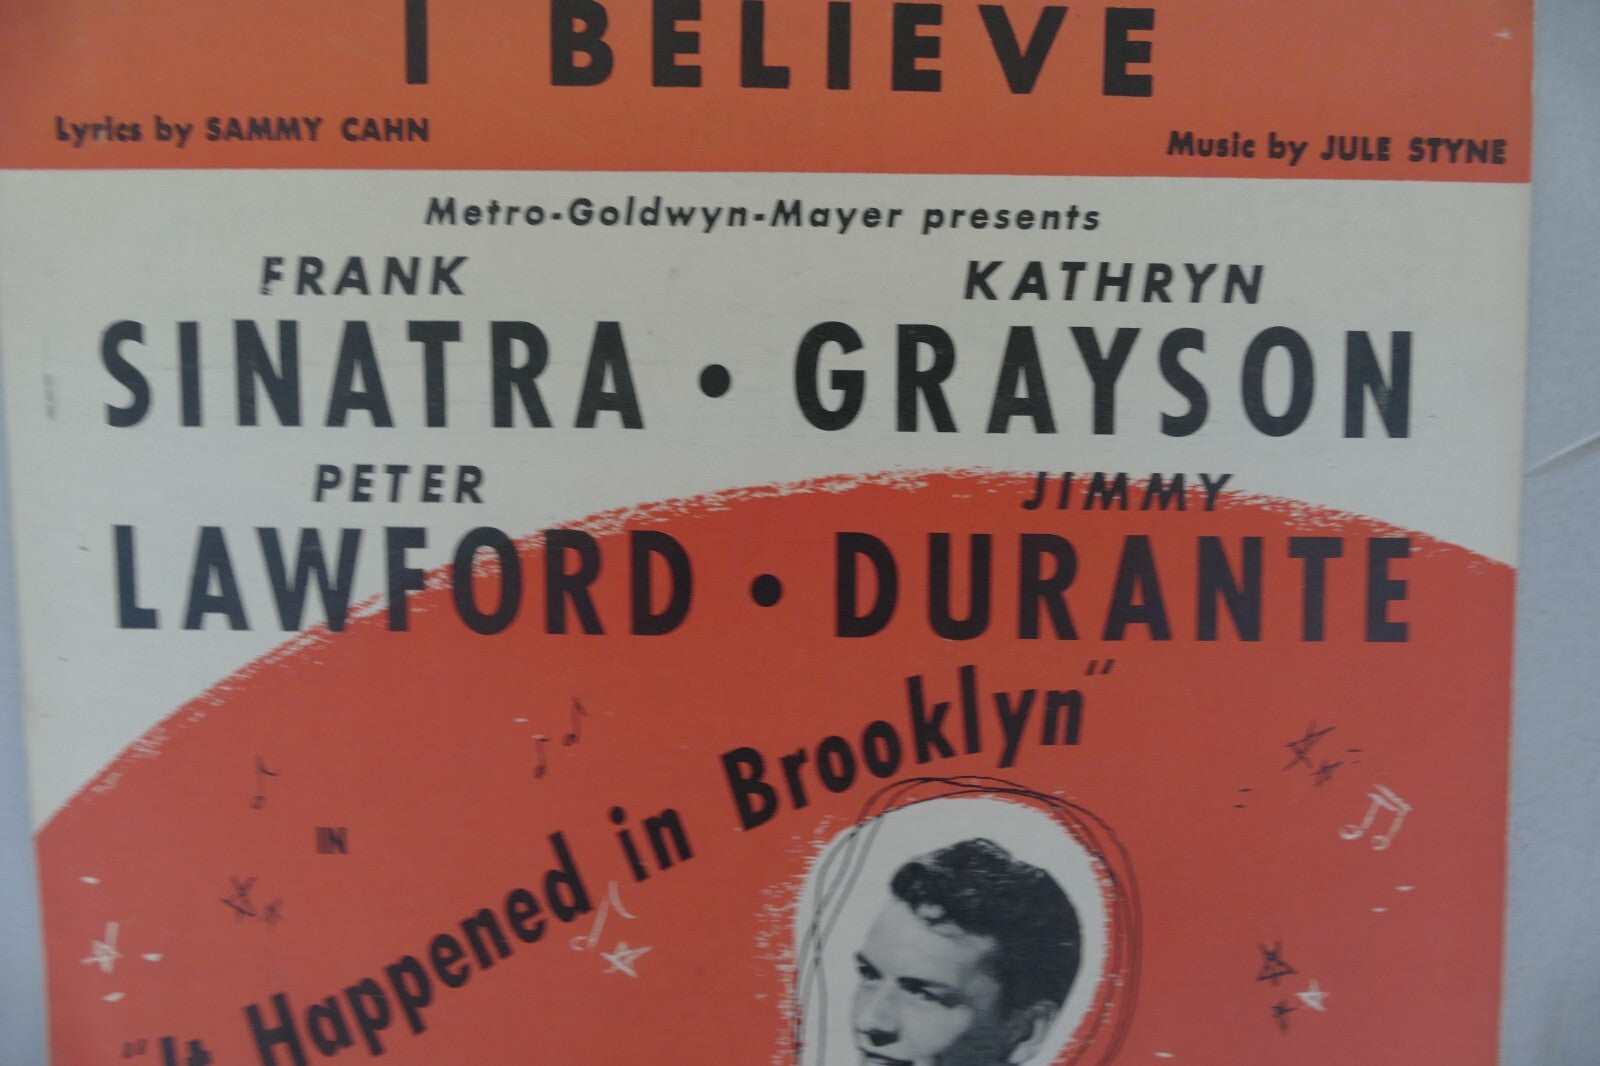 I BELIEVE
Lyrics by SAMMY CAHN
Music by JULE STYNE
Metro-Goldwyn-Mayer presents
FRANK
SINATRA •
KATHRYN
GRAYSON
PETER
LAWFORD •
JIMMY
DURANTE
IN
"It Happened in Brooklyn"